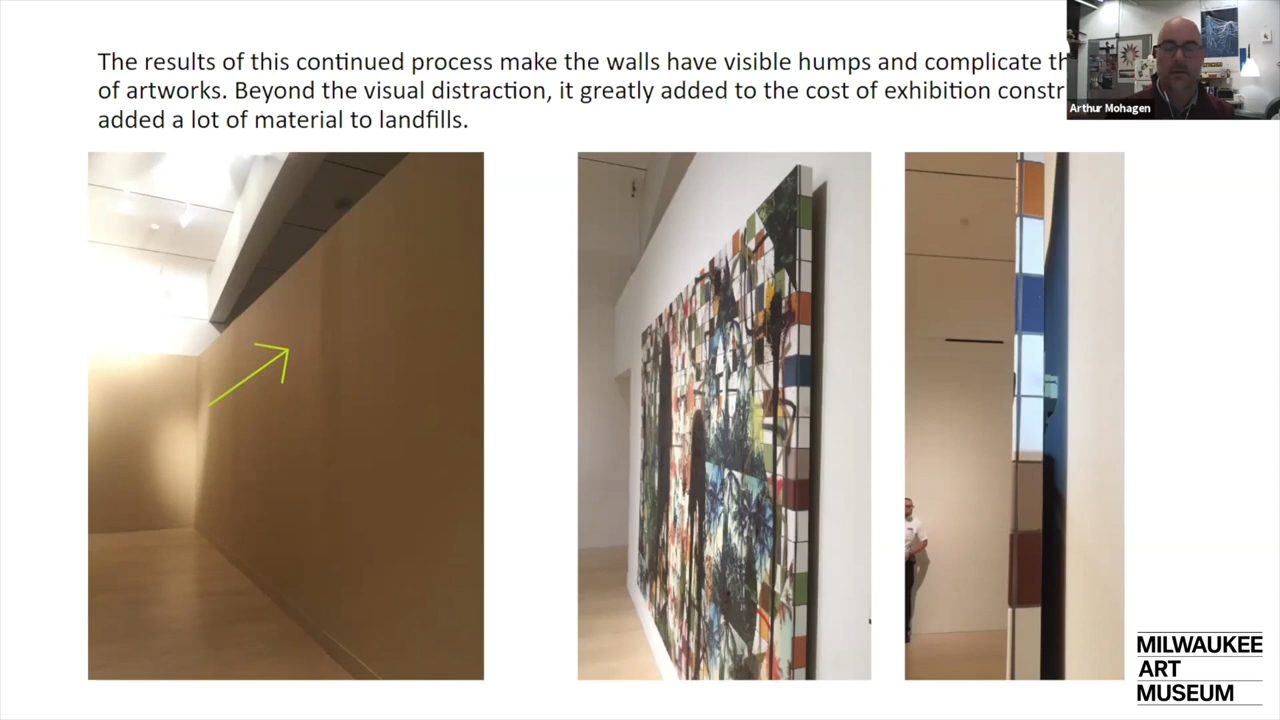 The results of this continued process make the walls have visible humps and complicate
of artworks. Beyond the visual distraction, it greatly added to the cost of exhibition
added a lot of material to landfills.
Arthur Mohagen
MILWAUKEE
ART
MUSEUM